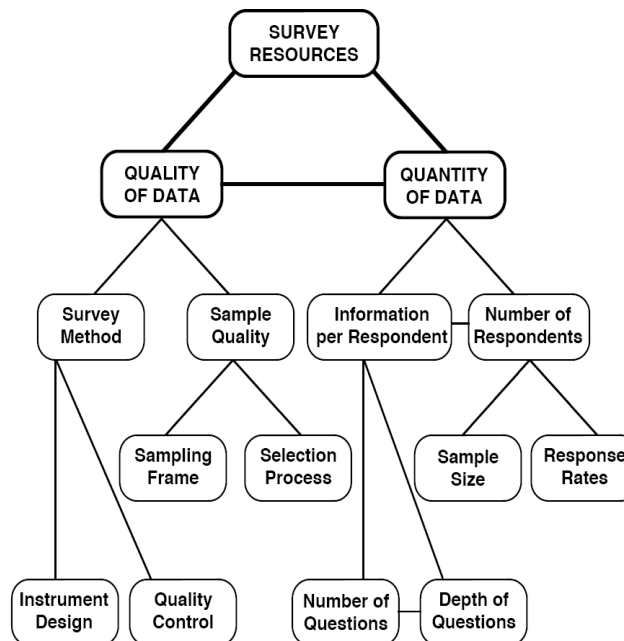 SURVEY
RESOURCES
QUALITY
OF DATA
QUANTITY
OF DATA
Survey
Method
Sample
Quality
Information
per Respondent
Number of
Respondents
Sampling
Frame
Selection
Process
Sample
Size
Response
Rates
Instrument
Design
Quality
Control
Number of
Questions
Depth of
Questions